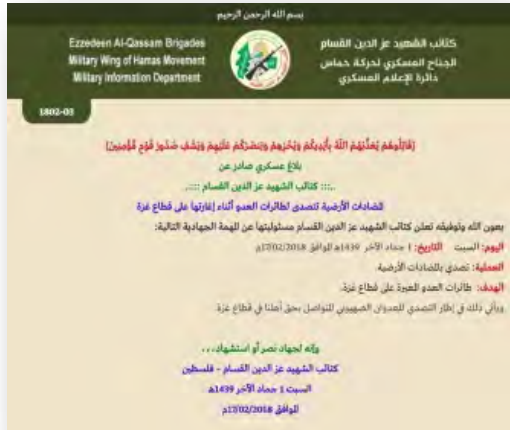 بسم الله الرحمن الرحيم
Ezzedeen Al-Qassam Brigades
Military Wing of Hamas Movement
Military Information Department
كتائب الشهيد عز الدين القسام
الجناح العسكري لحركة حماس
دائرة الإعلام العسكري
1802-03
{قَاتِلُوهُمْ يُعَذِّبْهُمُ اللَّهُ بِأَيْدِيكُمْ وَيُخْزِهِمْ وَيَنْصُرْكُمْ عَلَيْهِمْ وَيَشْفِ صُدُورَ قَوْمٍ مُّؤْمِنِينَ}
بلاغ عسكري صادر عن
..::: كتائب الشهيد عز الدين القسام :::..
المضادات الأرضية تتصدى لطائرات العدو أثناء إغارتها على قطاع غزة
بعون الله وتوفيقه تعلن كتائب الشهيد عز الدين القسام مسئوليتها عن المهمة الجهادية التالية:
اليوم: السبت التاريخ: 1 جماد الآخر 1439هـ الموافق 17/02/2018م
العملية: تصدي بالمضادات الأرضية.
الهدف: طائرات العدو المغيرة على قطاع غزة.
ويأتي ذلك في إطار التصدي للعدوان الصهيوني المتواصل بحق أهلنا في قطاع غزة.
وإنه لجهاد نصر أو استشهاد،،،
كتائب الشهيد عز الدين القسام - فلسطين
السبت 1 جماد الآخر 1439هـ
الموافق 17/02/2018م